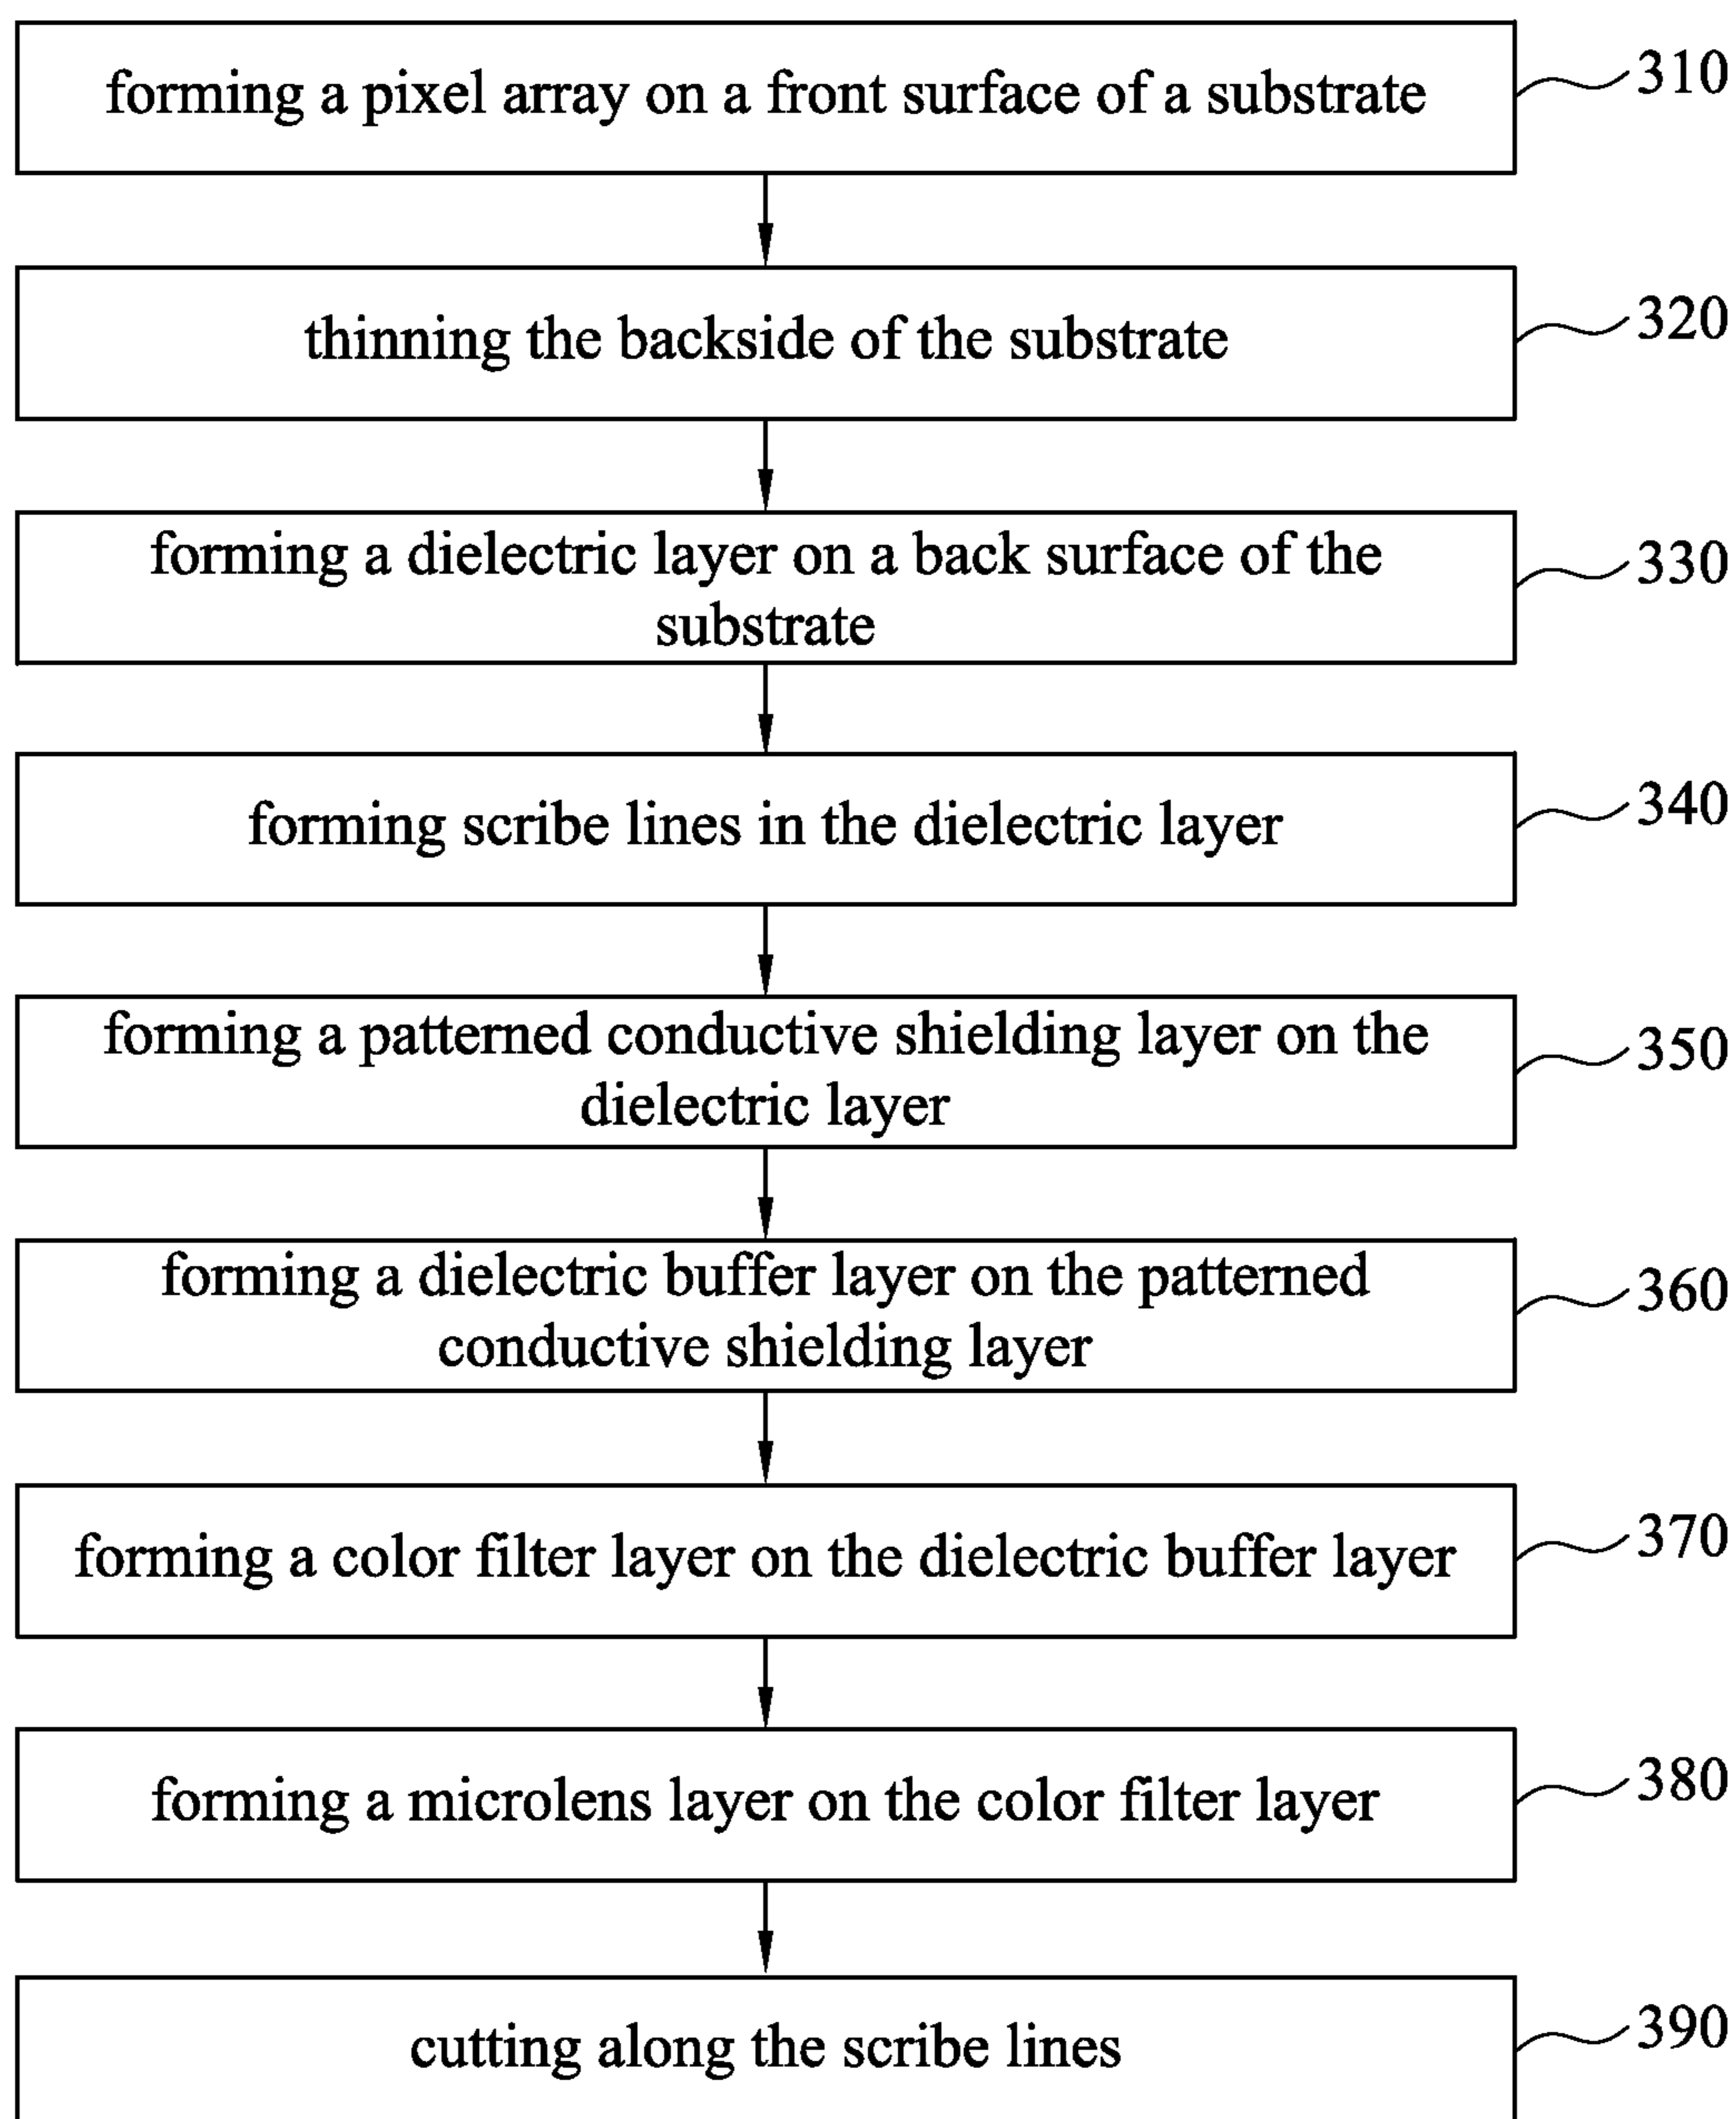 forming a pixel array on a front surface of a substrate
310
thinning the backside of the substrate
320
forming a dielectric layer on a back surface of the
substrate
330
forming scribe lines in the dielectric layer
340
forming a patterned conductive shielding layer on the
dielectric layer
350
forming a dielectric buffer layer on the patterned
conductive shielding layer
360
forming a color filter layer on the dielectric buffer layer
370
forming a microlens layer on the color filter layer
380
cutting along the scribe lines
390